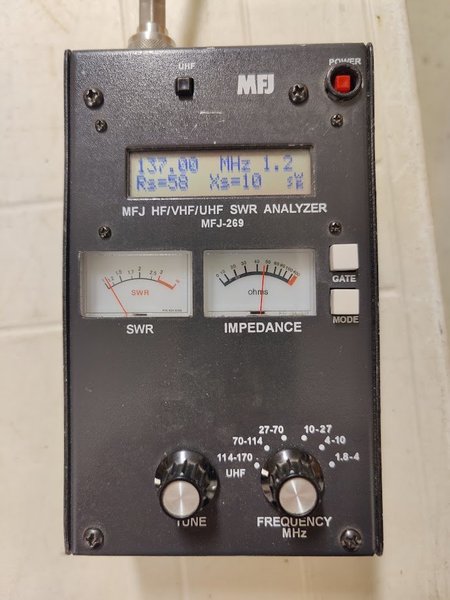 UHF
MFJ
POWER
137.00 MHz 1.2
Rs=58 Xs=10 SWR
MFJ HF/VHF/UHF SWR ANALYZER
MFJ-269
SWR
SWR
ohms
IMPEDANCE
GATE
MODE
27-70
10-27
70-114
4-10
114-170
1.8-4
UHF
TUNE
FREQUENCY
MHz